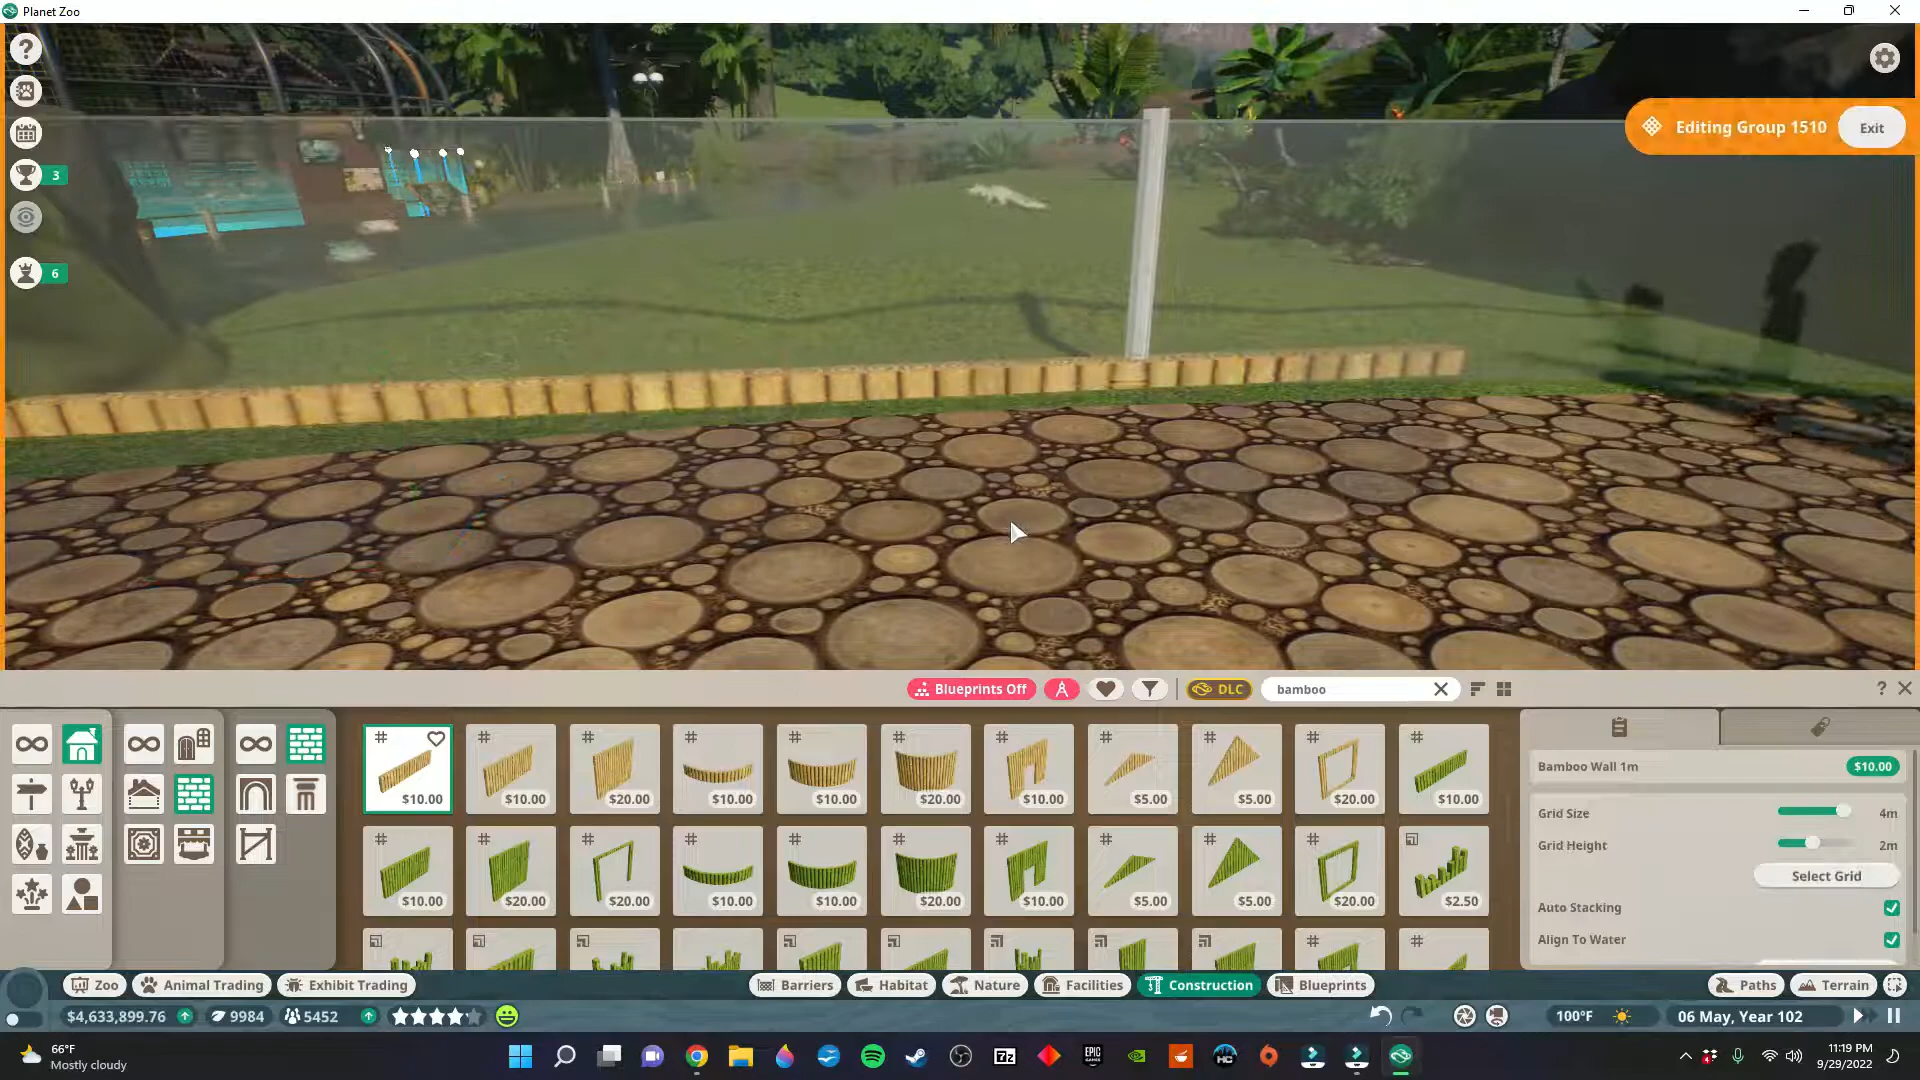 Planet Zoo
?
Editing Group 1510
Exit
3
6
Blueprints Off
DLC
bamboo
?
$10.00
$10.00
$20.00
$10.00
$10.00
$20.00
$10.00
$5.00
$5.00
$20.00
$10.00
$10.00
$20.00
$20.00
$10.00
$10.00
$20.00
$10.00
$5.00
$5.00
$20.00
$2.50
Bamboo Wall 1m
$10.00
Grid Size
4m
Grid Height
2m
Select Grid
Auto Stacking
Align To Water
Zoo
Animal Trading
Exhibit Trading
Barriers
Habitat
Nature
Facilities
Construction
Blueprints
Paths
Terrain
$4,633,899.76
9984
5452
100°F
06 May, Year 102
66°F
Mostly cloudy
7z
EPIC
GAMES
HC
11:19 PM
9/29/2022